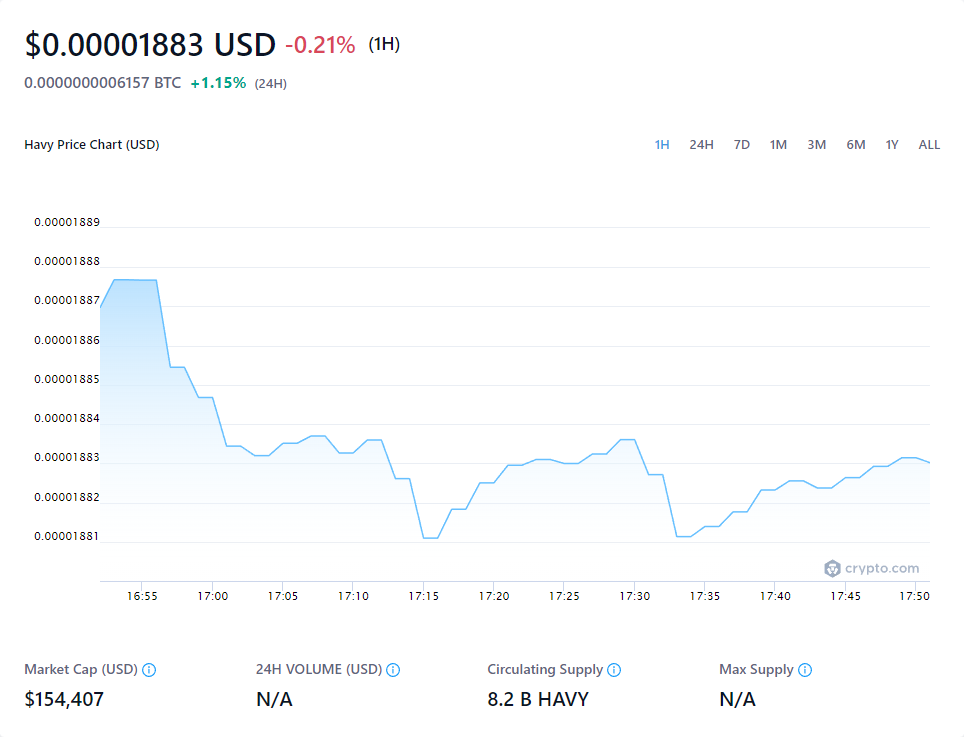 $0.00001883 USD -0.21% (1H)
0.0000000006157 BTC +1.15% (24H)
Havy Price Chart (USD) 1H 24H 7D 1M 3M 6M 1Y ALL
0.00001889
0.00001888
0.00001887
0.00001886
0.00001885
0.00001884
0.00001883
0.00001882
0.00001881
crypto.com
16:55 17:00 17:05 17:10 17:15 17:20 17:25 17:30 17:35 17:40 17:45 17:50
Market Cap (USD) 24H VOLUME (USD) Circulating Supply Max Supply
$154,407 N/A 8.2 B HAVY N/A